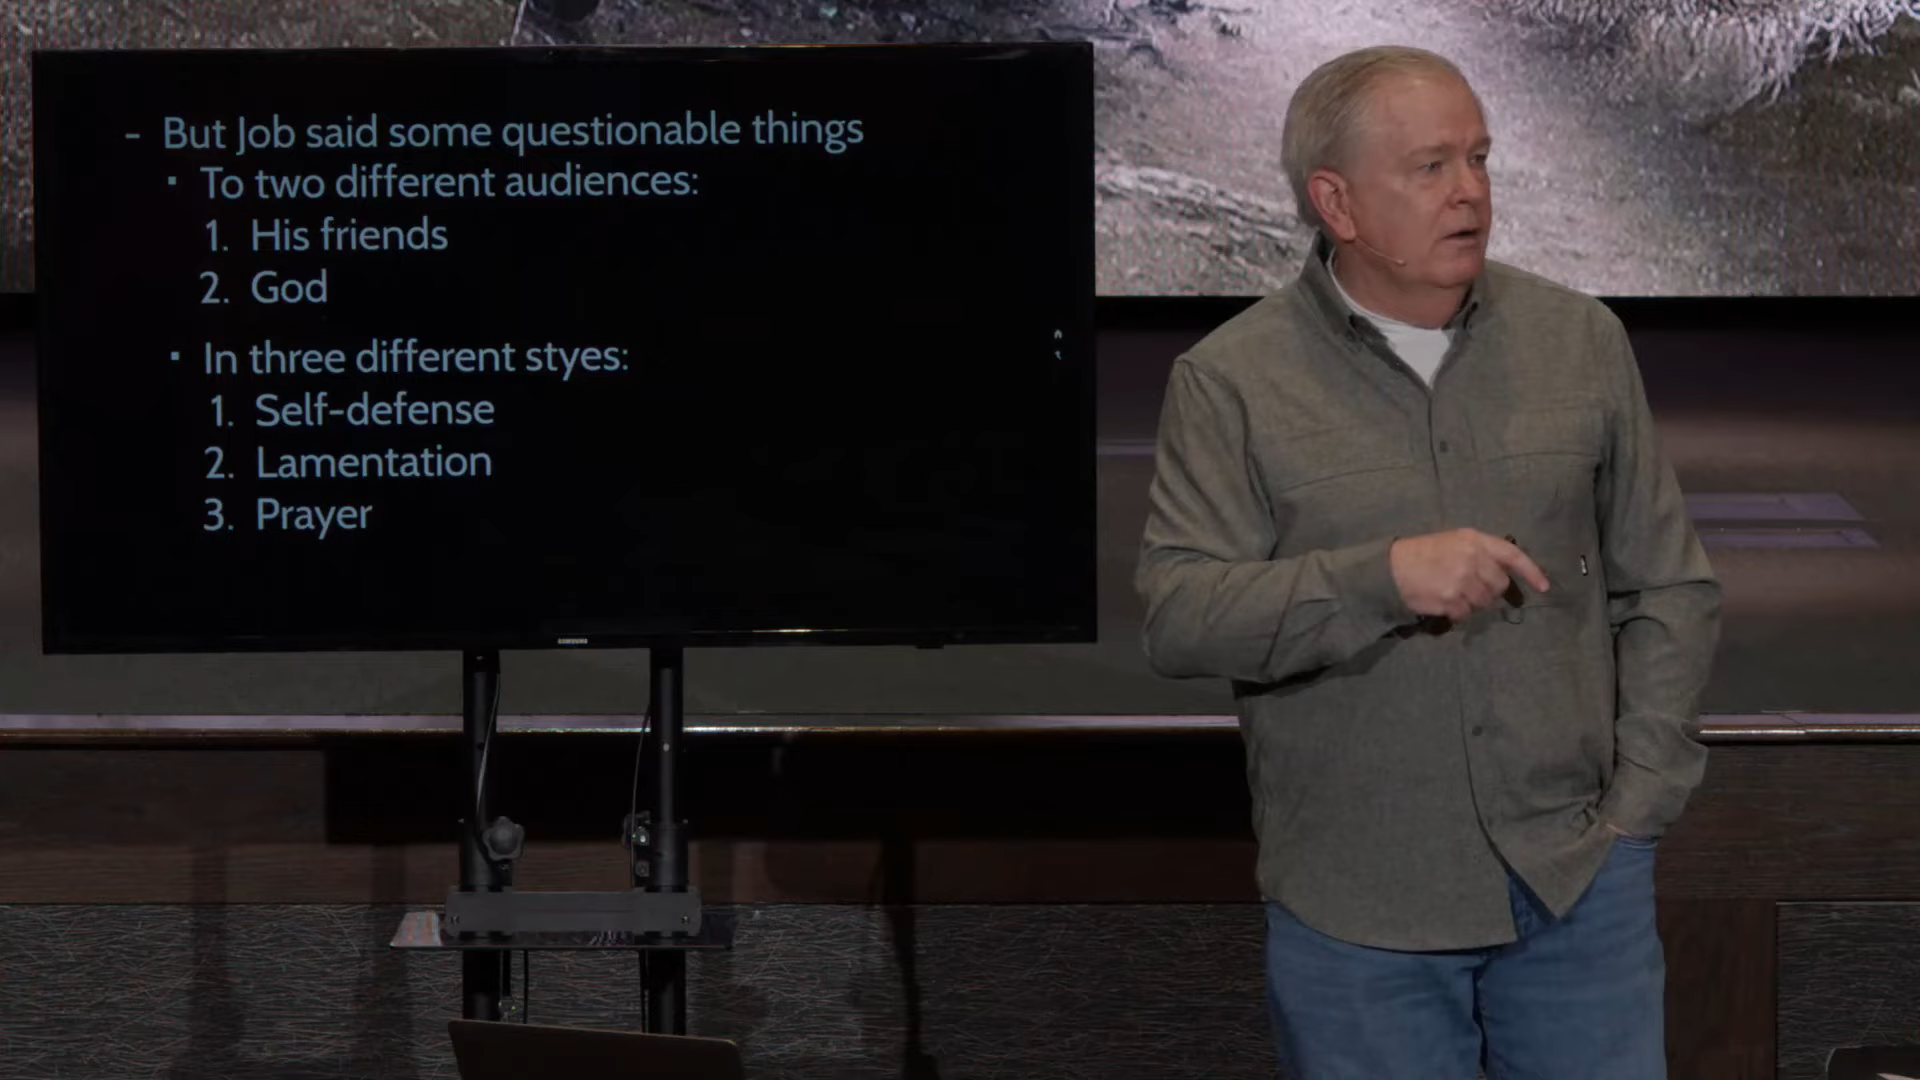 - But Job said some questionable things
▪ To two different audiences:
1. His friends
2. God
▪ In three different styes:
1. Self-defense
2. Lamentation
3. Prayer
SAMSUNG